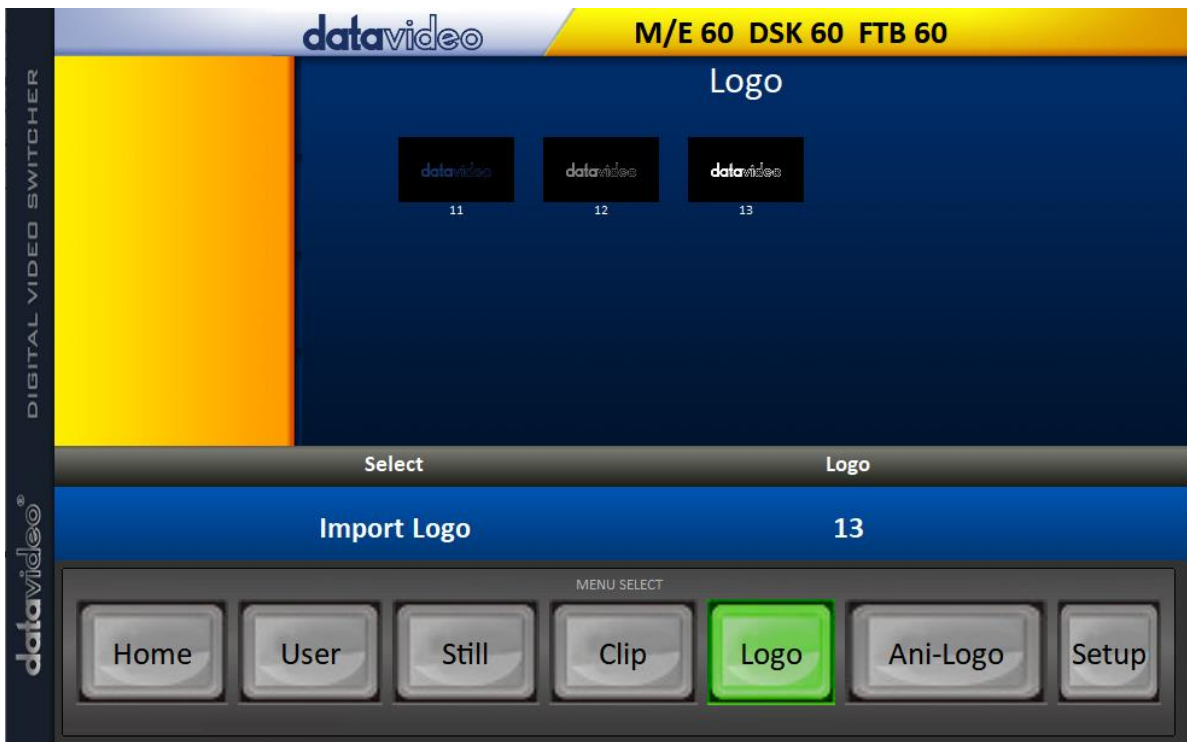 datavideo
M/E 60 DSK 60 FTB 60
DIGITAL VIDEO SWITCHER
datavideo®
Logo
datavideo
datavideo
datavideo
11
12
13
Select
Logo
Import Logo
13
MENU SELECT
Home
User
Still
Clip
Logo
Ani-Logo
Setup